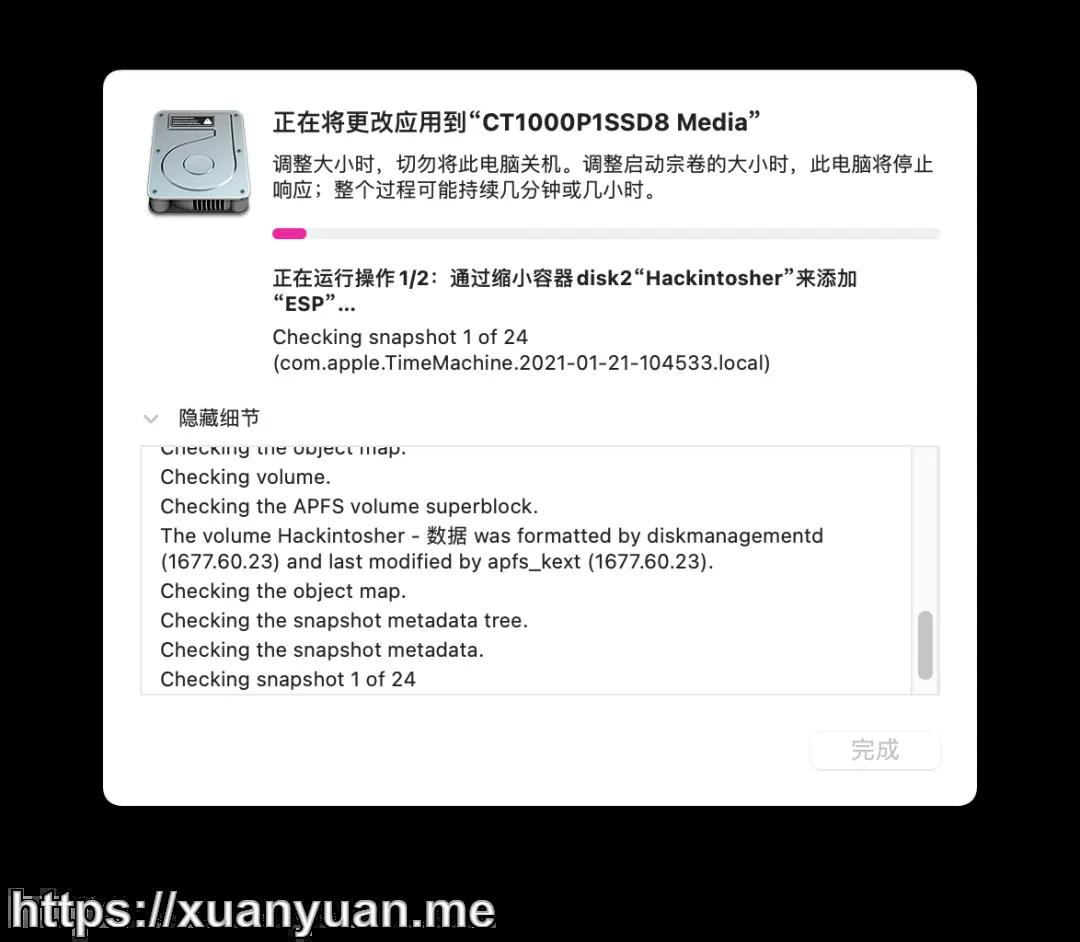 正在将更改应用到“CT1000P1SSD8 Media”
调整大小时，切勿将此电脑关机。调整启动宗卷的大小时，此电脑将停止
响应；整个过程可能持续几分钟或几小时。
正在运行操作 1/2：通过缩小容器 disk2“Hackintosher”来添加
“ESP”...
Checking snapshot 1 of 24
(com.apple.TimeMachine.2021-01-21-104533.local)
隐藏细节
Checking the object map.
Checking volume.
Checking the APFS volume superblock.
The volume Hackintosher - 数据 was formatted by diskmanagementd
(1677.60.23) and last modified by apfs_kext (1677.60.23).
Checking the object map.
Checking the snapshot metadata tree.
Checking the snapshot metadata.
Checking snapshot 1 of 24
完成
https://xuanyuan.me